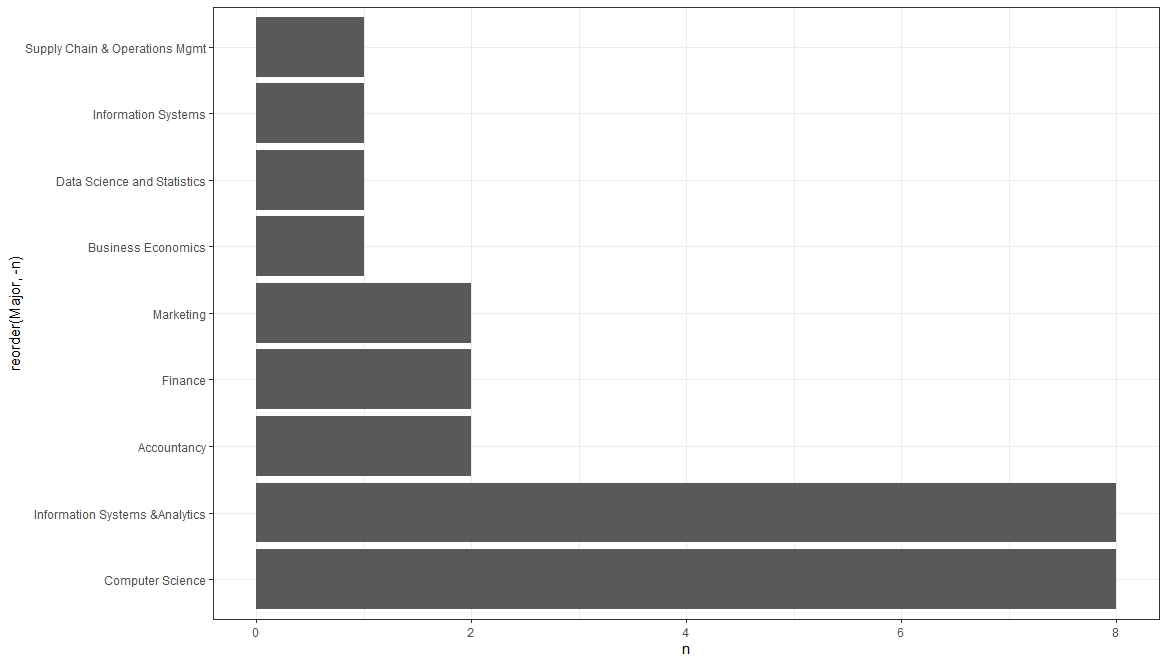 Supply Chain & Operations Mgmt
Information Systems
Data Science and Statistics
Business Economics
Marketing
Finance
Accountancy
Information Systems &Analytics
Computer Science
reorder(Major, -n)
0 2 4 6 8
n